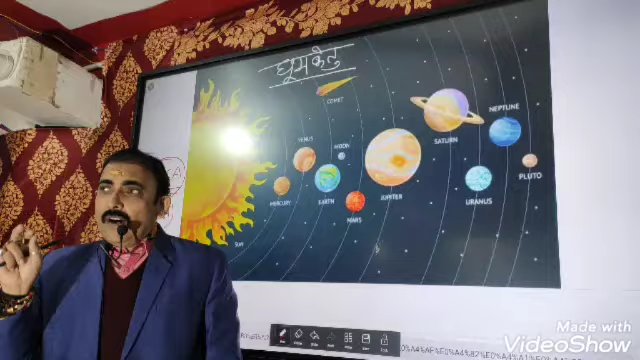 धूमकेतु
COMET
NEPTUNE
VENUS
MOON
SATURN
PLUTO
MERCURY
EARTH
JUPITER
URANUS
MARS
SUN
Made with
VideoShow